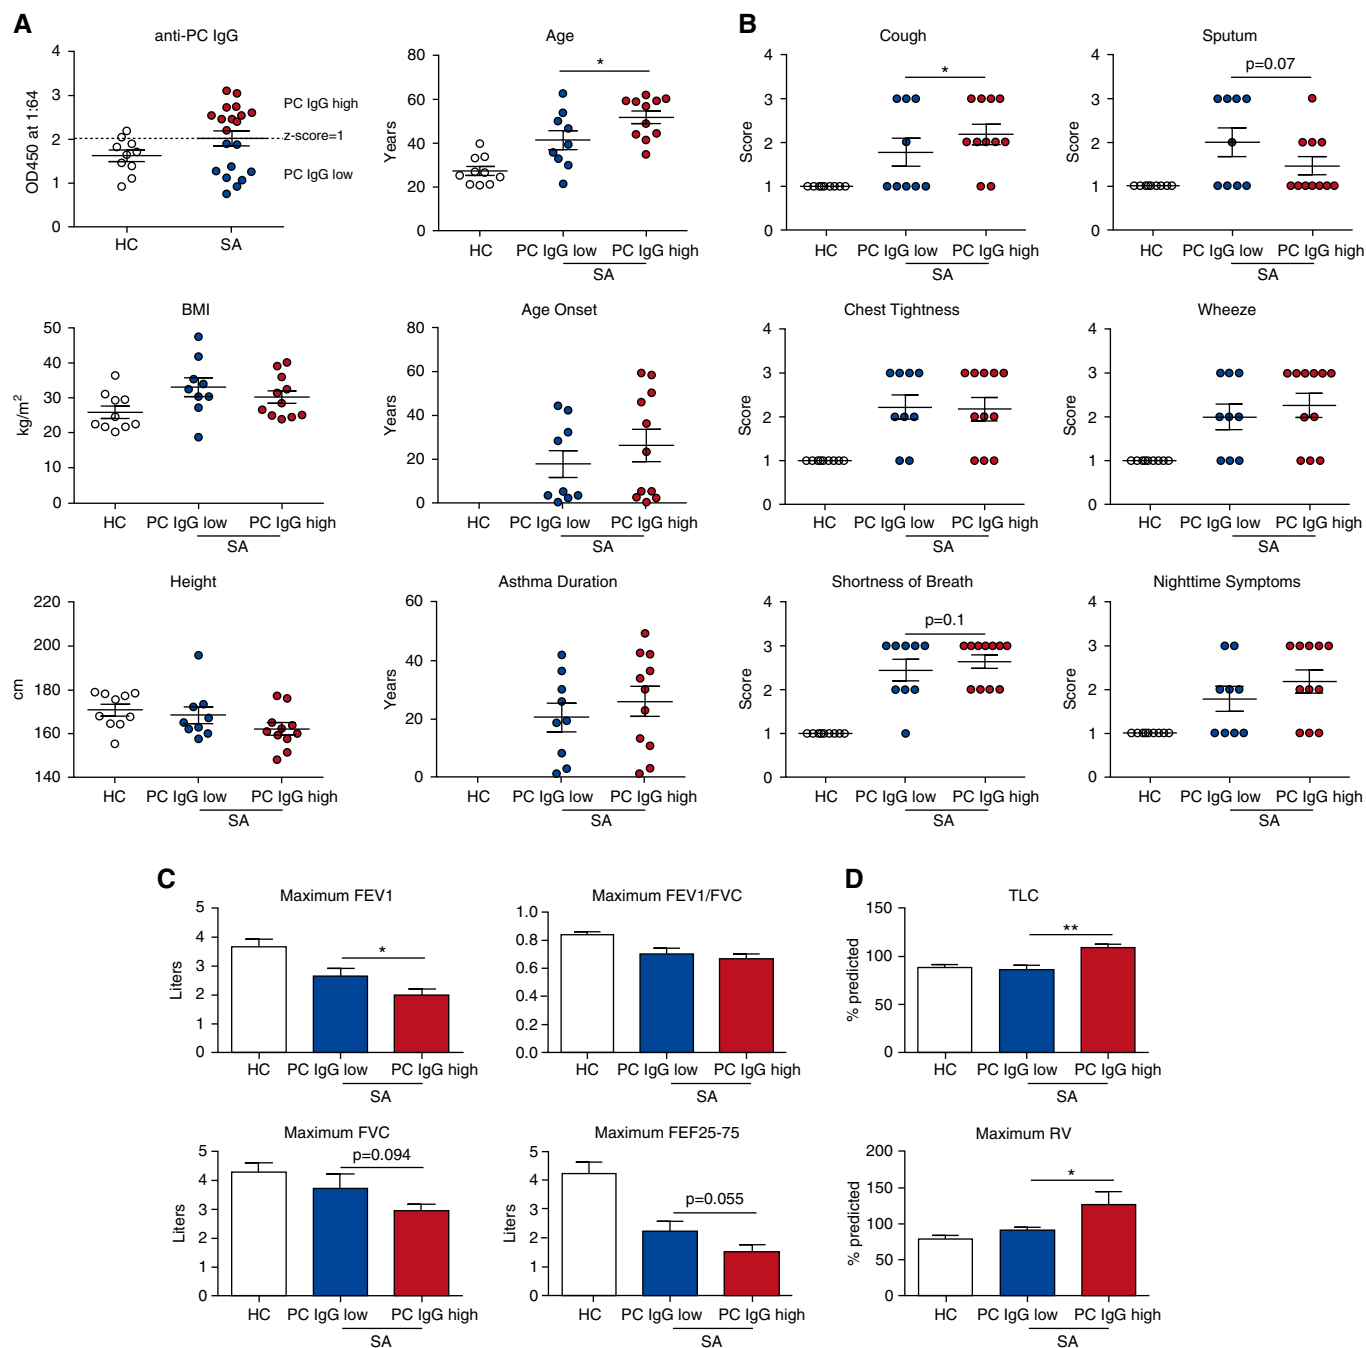 A
anti-PC IgG
OD450 at 1:64
4
3
2
1
0
PC IgG high
z-score=1
PC IgG low
HC
SA
Age
Years
80
60
40
20
0
*
HC
PC IgG low
PC IgG high
SA
BMI
kg/m2
50
40
30
20
10
0
HC
PC IgG low
PC IgG high
SA
Age Onset
Years
80
60
40
20
0
HC
PC IgG low
PC IgG high
SA
Height
cm
220
200
180
160
140
HC
PC IgG low
PC IgG high
SA
Asthma Duration
Years
60
40
20
0
HC
PC IgG low
PC IgG high
SA
B
Cough
Score
4
3
2
1
0
*
HC
PC IgG low
PC IgG high
SA
Sputum
Score
4
3
2
1
0
p=0.07
HC
PC IgG low
PC IgG high
SA
Chest Tightness
Score
4
3
2
1
0
HC
PC IgG low
PC IgG high
SA
Wheeze
Score
4
3
2
1
0
HC
PC IgG low
PC IgG high
SA
Shortness of Breath
Score
4
3
2
1
0
p=0.1
HC
PC IgG low
PC IgG high
SA
Nighttime Symptoms
Score
4
3
2
1
0
HC
PC IgG low
PC IgG high
SA
C
Maximum FEV1
Liters
5
4
3
2
1
0
*
HC
PC IgG low
PC IgG high
SA
Maximum FEV1/FVC
1.0
0.8
0.6
0.4
0.2
0.0
HC
PC IgG low
PC IgG high
SA
Maximum FVC
Liters
5
4
3
2
1
0
p=0.094
HC
PC IgG low
PC IgG high
SA
Maximum FEF25-75
Liters
5
4
3
2
1
0
p=0.055
HC
PC IgG low
PC IgG high
SA
D
TLC
% predicted
150
100
50
0
**
HC
PC IgG low
PC IgG high
SA
Maximum RV
% predicted
200
150
100
50
0
*
HC
PC IgG low
PC IgG high
SA